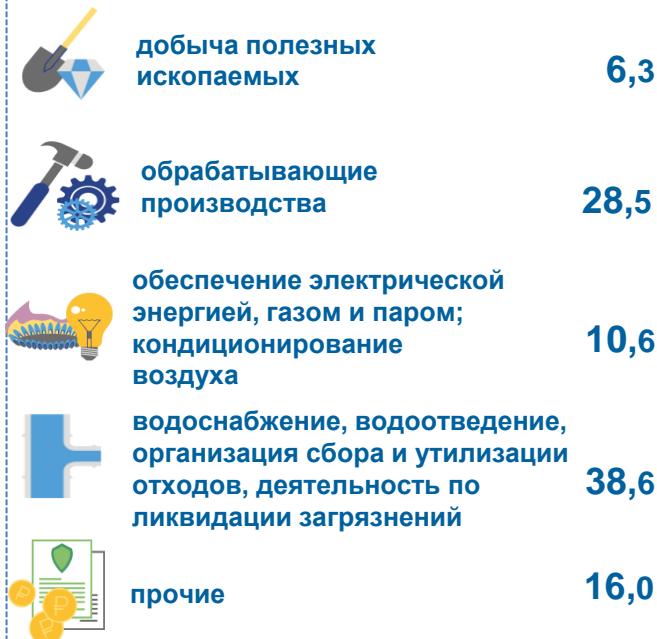 добыча полезных
ископаемых
6,3
обрабатывающие
производства
28,5
обеспечение электрической
энергией, газом и паром;
кондиционирование
воздуха
10,6
водоснабжение, водоотведение,
организация сбора и утилизации
отходов, деятельность по
ликвидации загрязнений
38,6
прочие
16,0